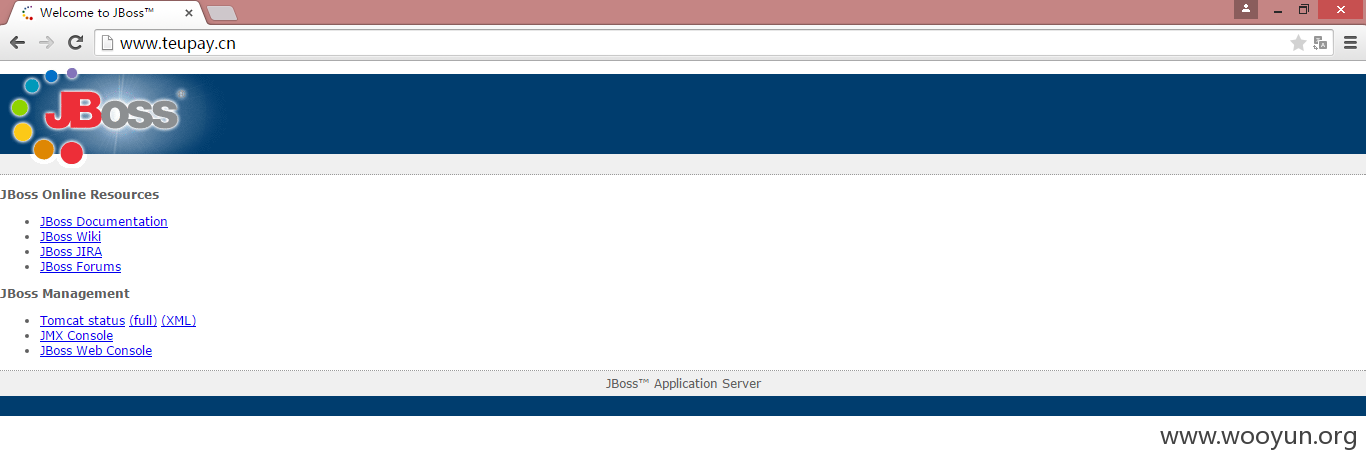 Welcome to JBoss™
www.teupay.cn
JBoss®
JBoss Online Resources
JBoss Documentation
JBoss Wiki
JBoss JIRA
JBoss Forums
JBoss Management
Tomcat status (full) (XML)
JMX Console
JBoss Web Console
JBoss™ Application Server
www.wooyun.org